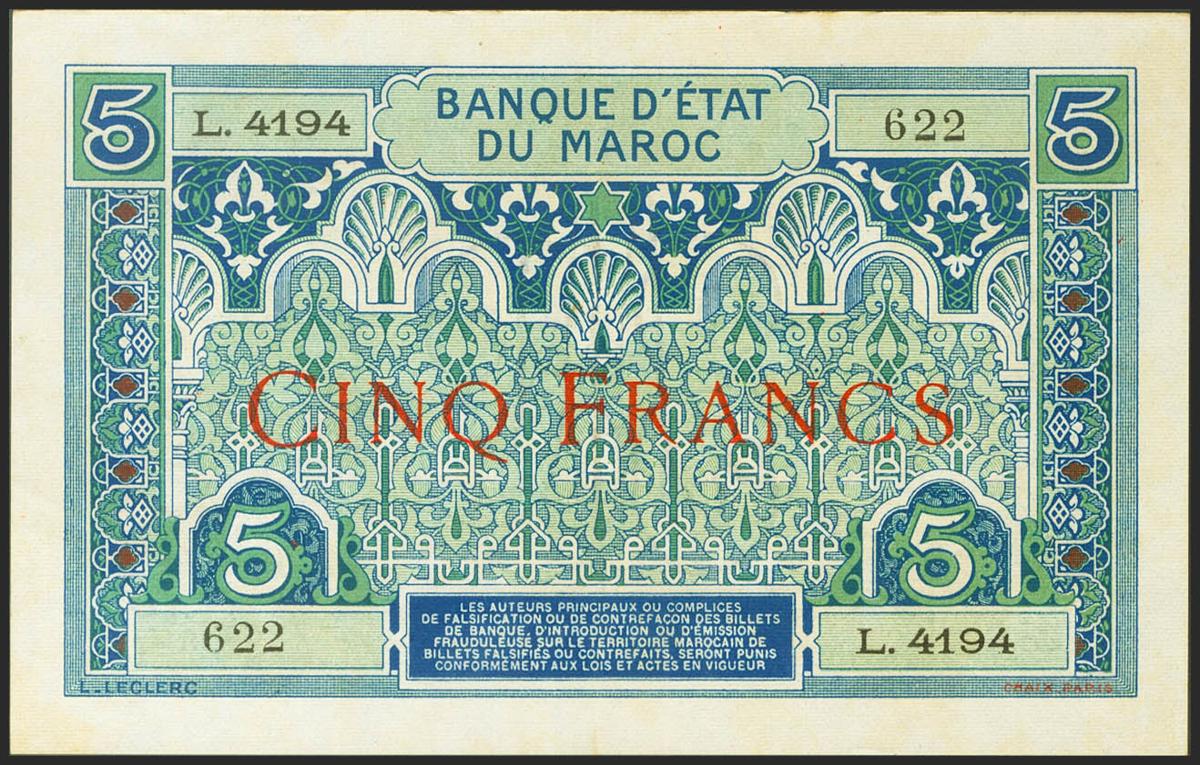 5
L. 4194
BANQUE D'ÉTAT
DU MAROC
622
5
CINQ FRANCS
5
5
622
LES AUTEURS PRINCIPAUX OU COMPLICES
DE FALSIFICATION OU DE CONTREFAÇON DES BILLETS
DE BANQUE, D'INTRODUCTION OU D'ÉMISSION
FRAUDULEUSE SUR LE TERRITOIRE MAROCAIN DE
BILLETS FALSIFIÉS OU CONTREFAITS, SERONT PUNIS
CONFORMÉMENT AUX LOIS ET ACTES EN VIGUEUR
L. 4194
L. LECLERC
CHAIX PARIS